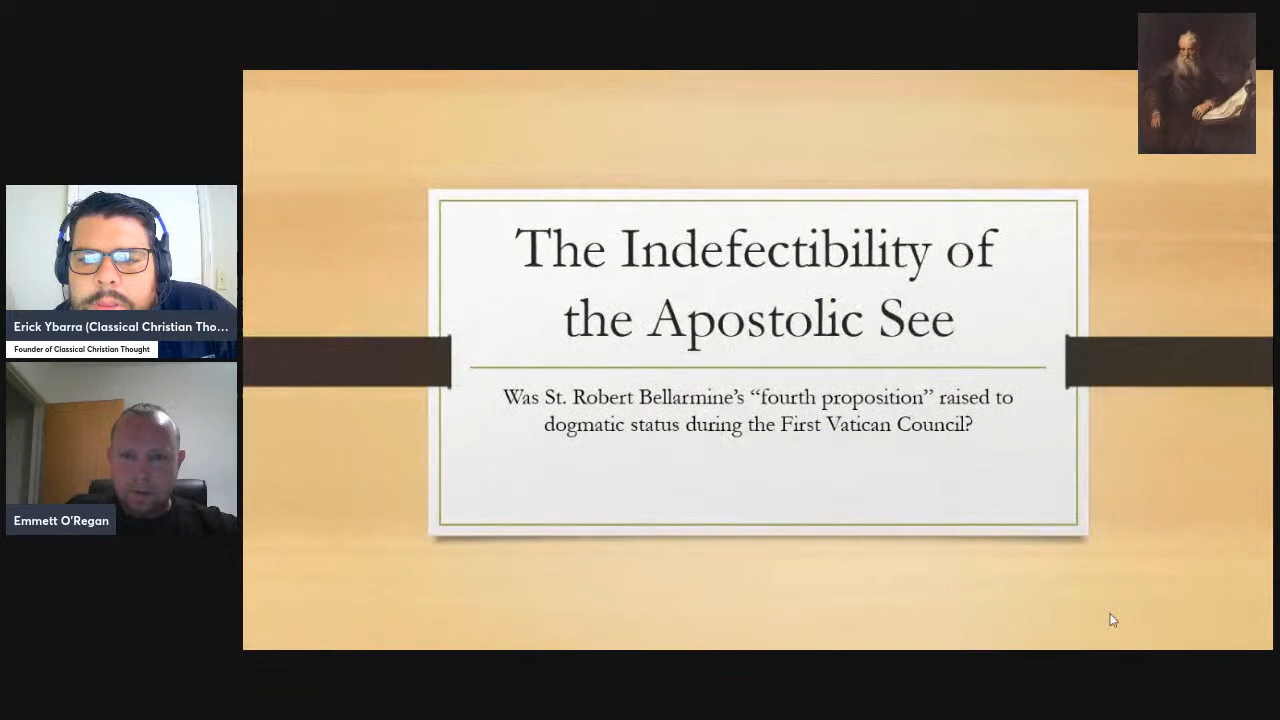 The Indefectibility of
the Apostolic See
Was St. Robert Bellarmine’s “fourth proposition” raised to
dogmatic status during the First Vatican Council?
Erick Ybarra (Classical Christian Tho...
Founder of Classical Christian Thought
Emmett O'Regan